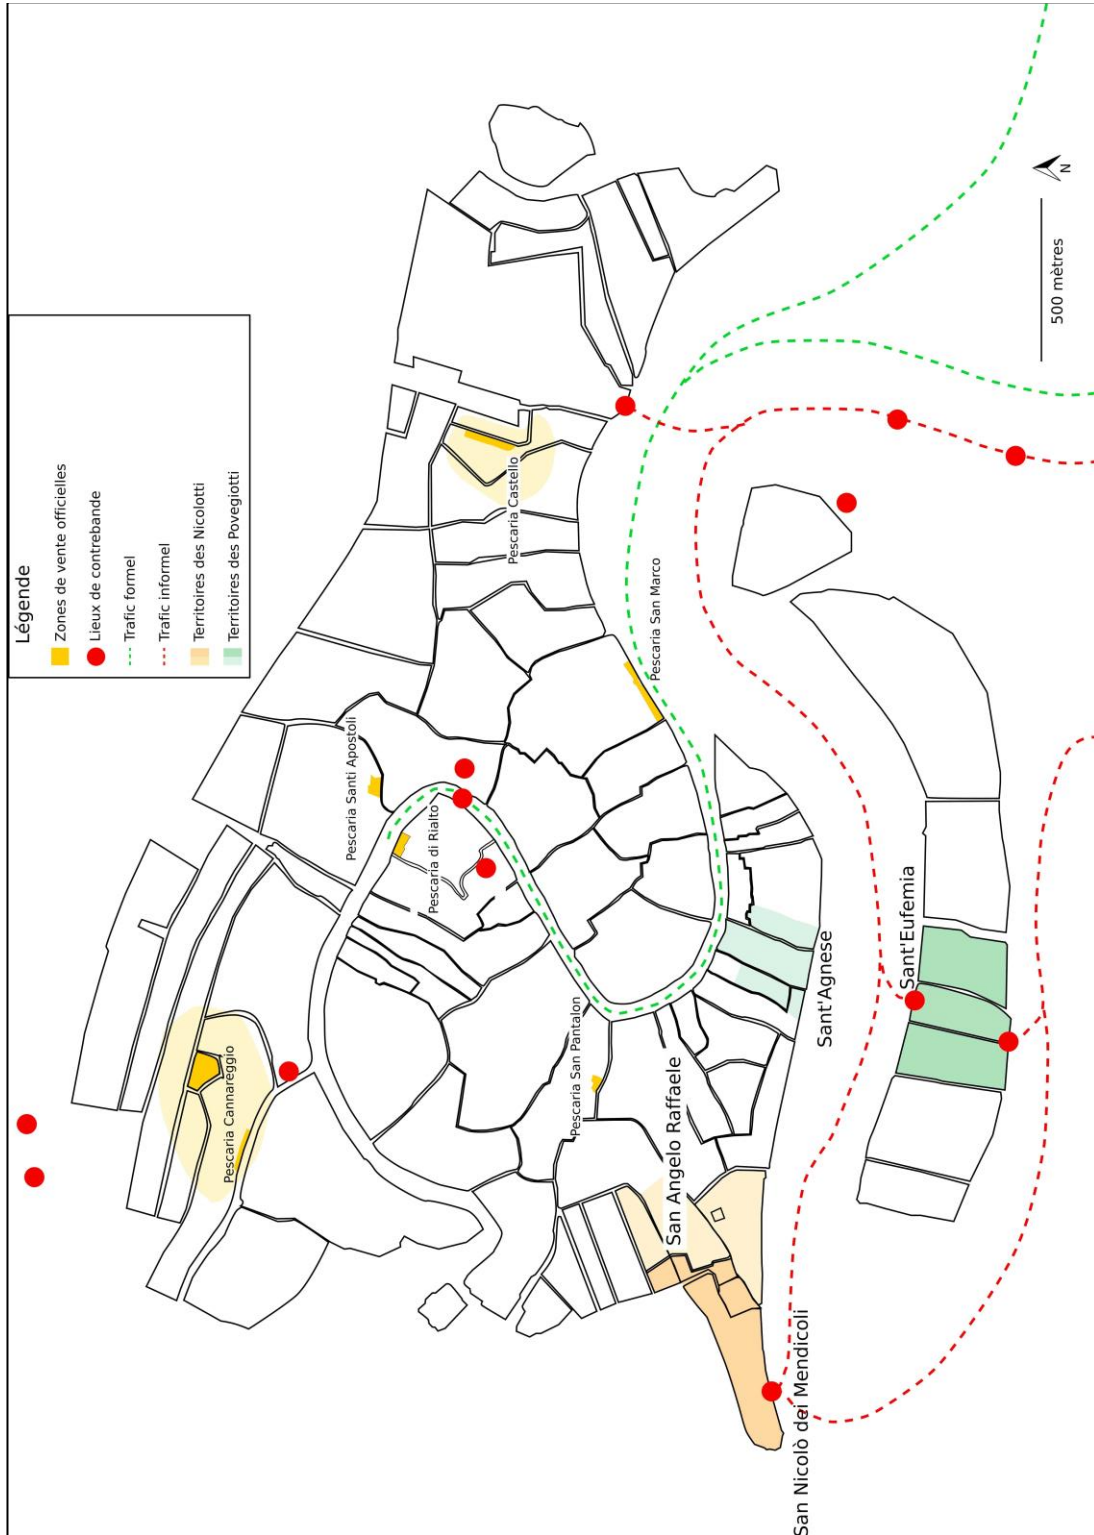 Légende
Zones de vente officielles
Lieux de contrebande
Trafic formel
Trafic informel
Territoires des Nicolotti
Territoires des Povegiotti
Pescaria Cannareggio
Pescaria Santi Apostoli
Pescaria di Rialto
Pescaria Castello
Pescaria San Pantalon
Pescaria San Marco
San Angelo Raffaele
San Nicolò dei Mendicoli
Sant'Agnese
Sant'Eufemia
500 mètres
N